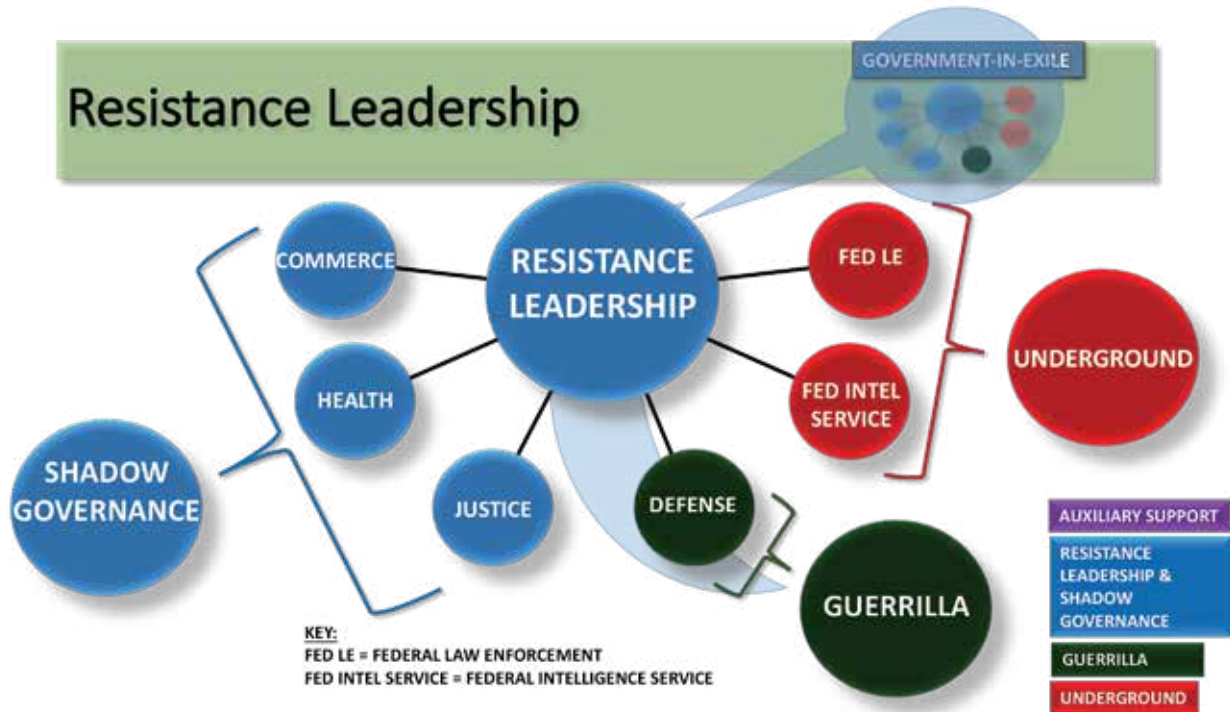 GOVERNMENT-IN-EXILE
Resistance Leadership
COMMERCE
RESISTANCE
LEADERSHIP
FED LE
HEALTH
FED INTEL
SERVICE
UNDERGROUND
SHADOW
GOVERNANCE
JUSTICE
DEFENSE
GUERRILLA
AUXILIARY SUPPORT
RESISTANCE
LEADERSHIP &
SHADOW
GOVERNANCE
GUERRILLA
UNDERGROUND
KEY:
FED LE = FEDERAL LAW ENFORCEMENT
FED INTEL SERVICE = FEDERAL INTELLIGENCE SERVICE